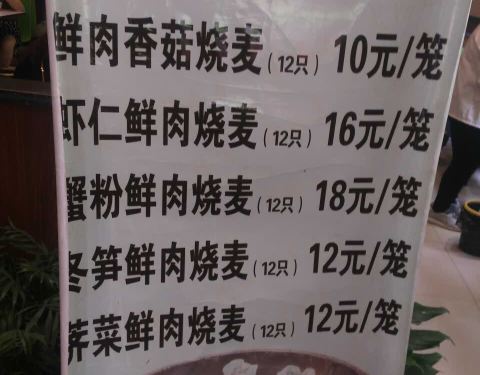 鲜肉香菇烧麦(12只) 10元/笼
虾仁鲜肉烧麦(12只) 16元/笼
蟹粉鲜肉烧麦(12只) 18元/笼
冬笋鲜肉烧麦(12只) 12元/笼
荠菜鲜肉烧麦(12只) 12元/笼